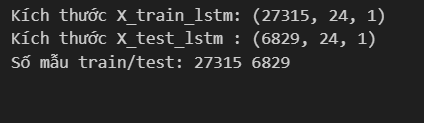 Kích thước X_train_lstm: (27315, 24, 1)
Kích thước X_test_lstm : (6829, 24, 1)
Số mẫu train/test: 27315 6829